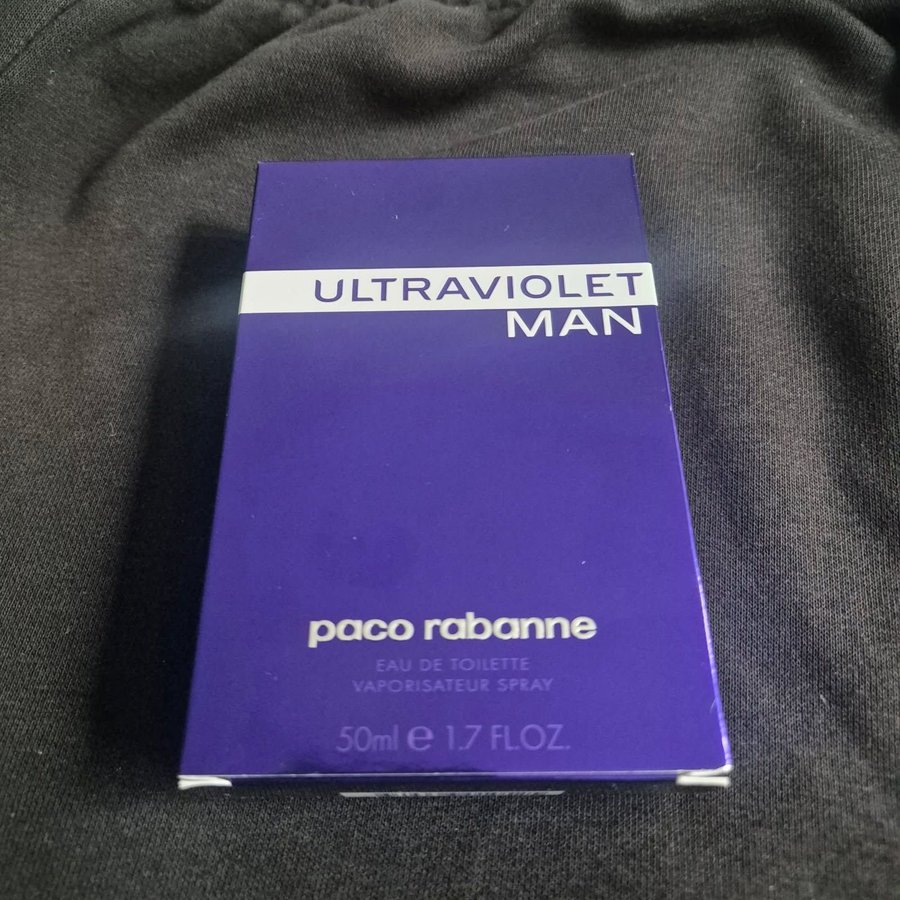 ULTRAVIOLET
MAN
paco rabanne
EAU DE TOILETTE
VAPORISATEUR SPRAY
50ml e 1.7 FL.OZ.